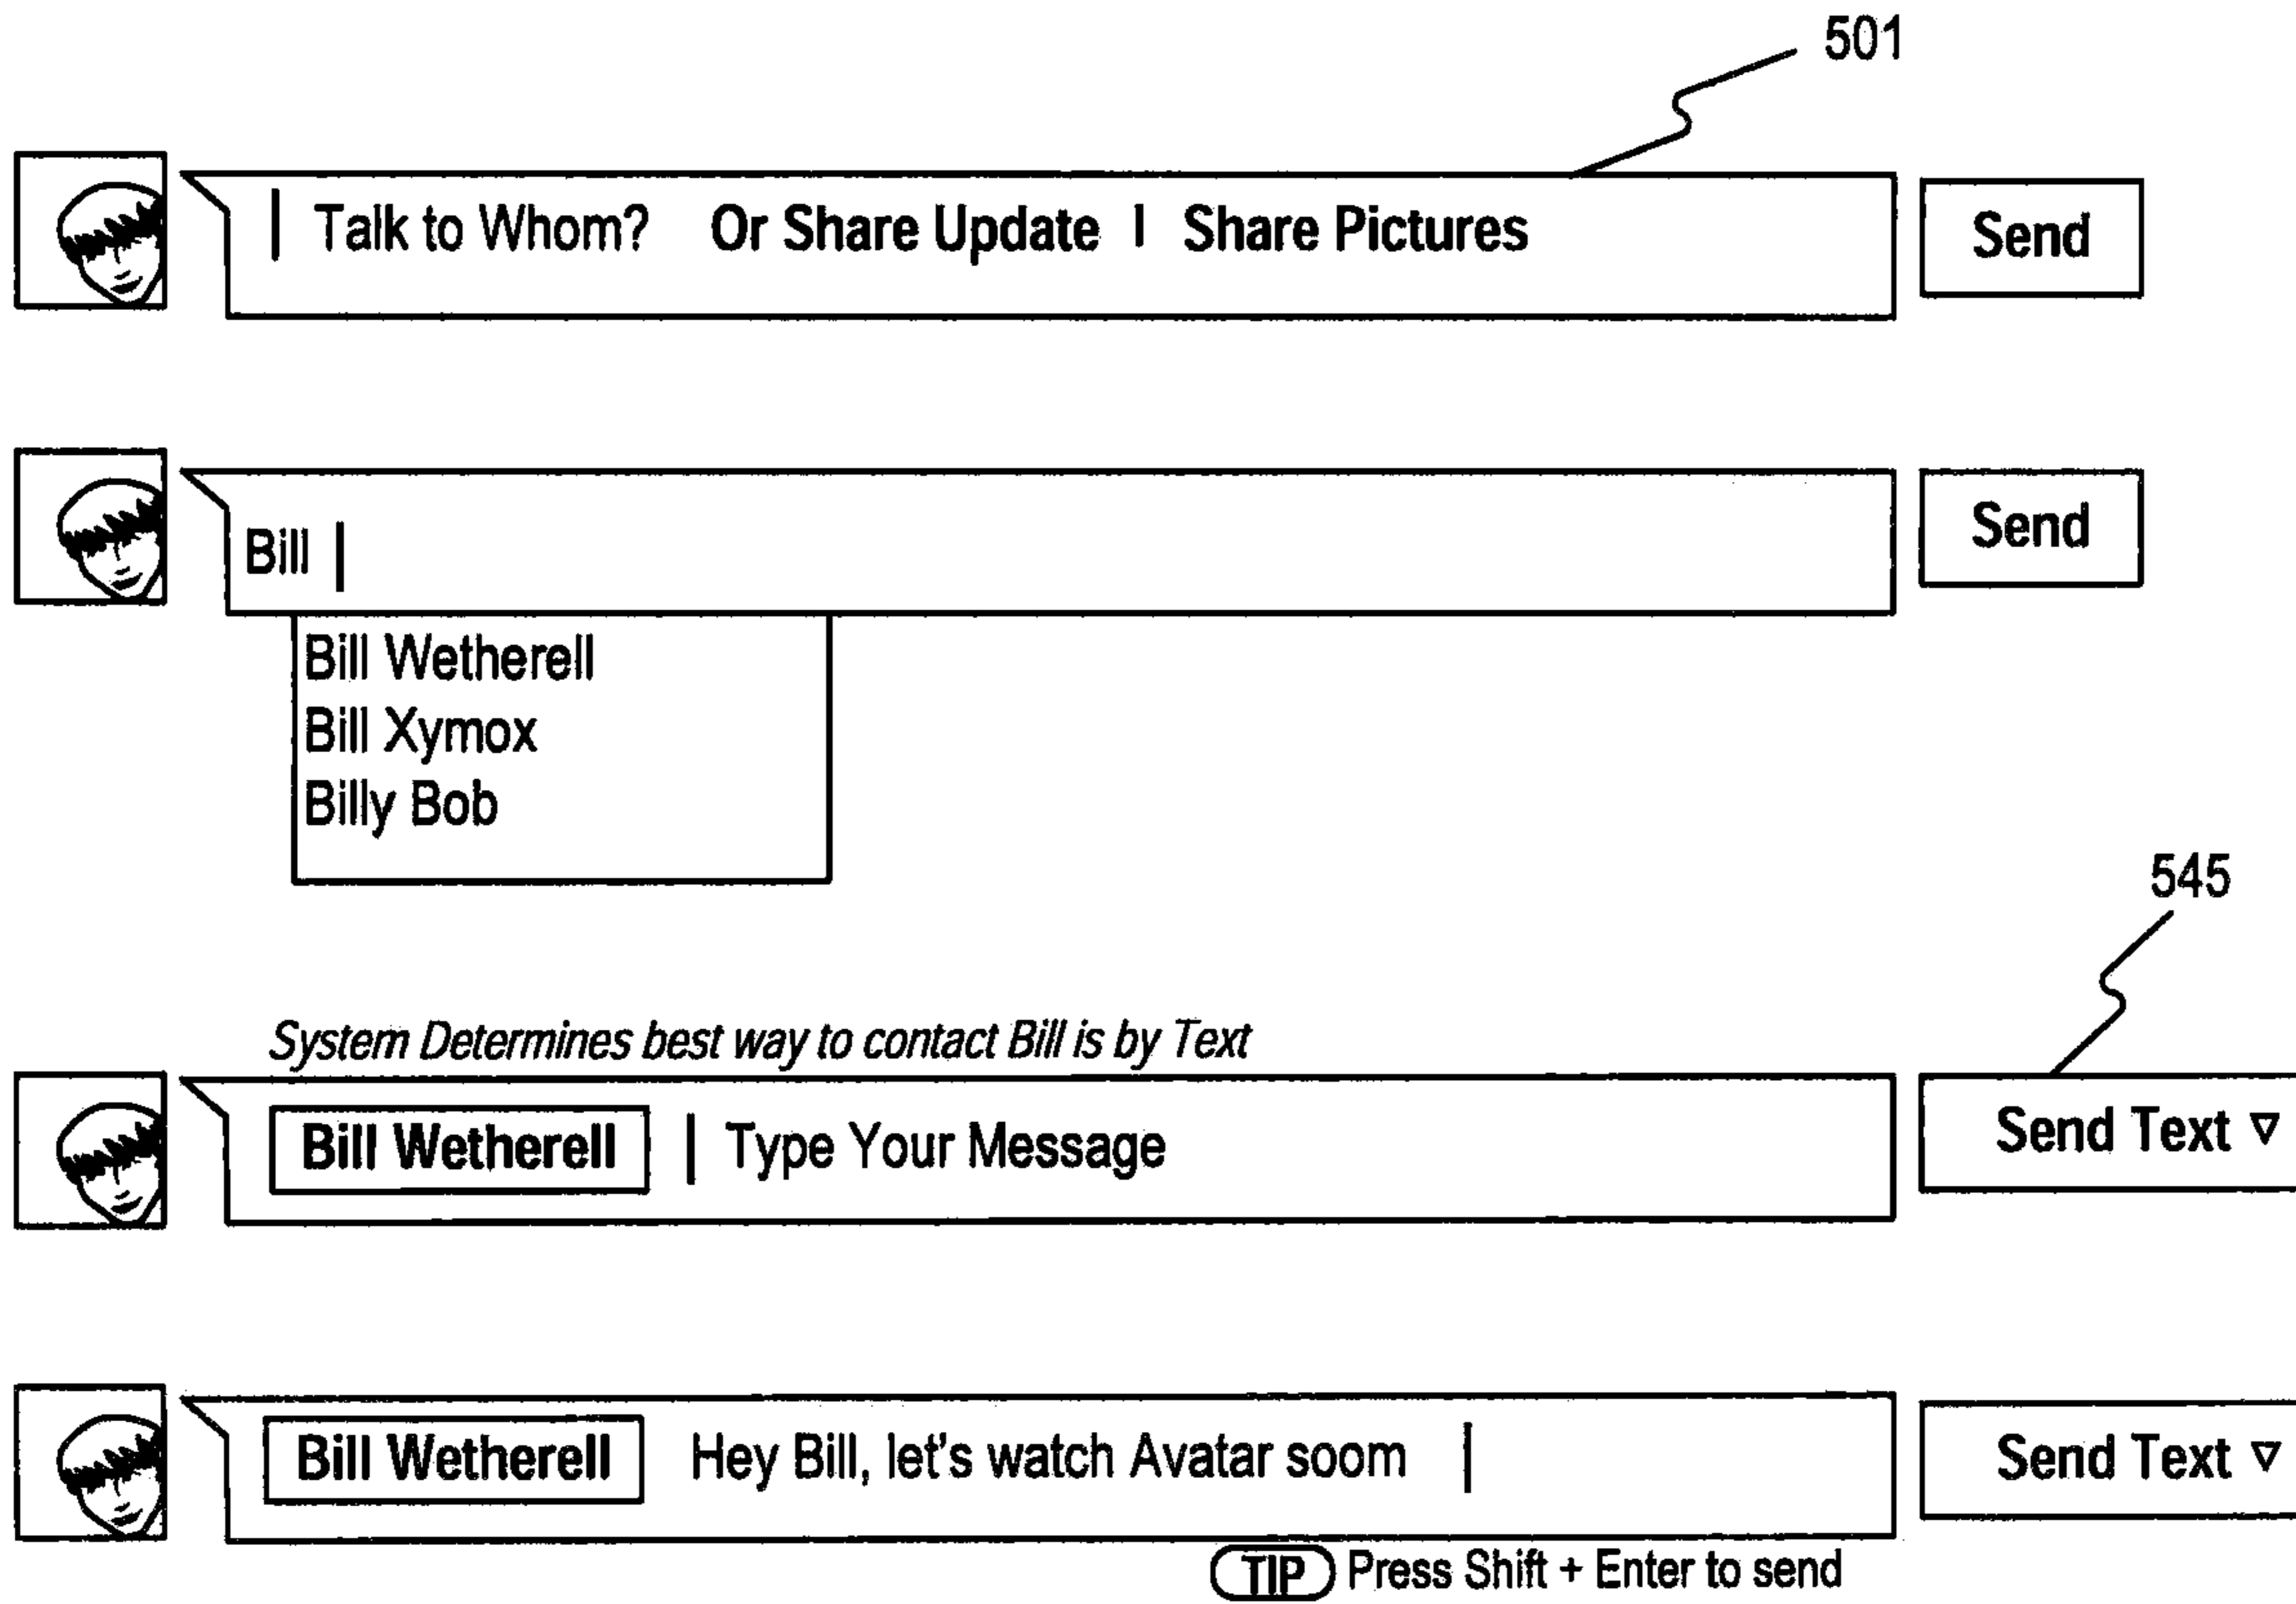 501
Talk to Whom? Or Share Update | Share Pictures Send
Bill Send
Bill Wetherell
Bill Xymox
Billy Bob
545
System Determines best way to contact Bill is by Text
Bill Wetherell Type Your Message Send Text ▽
Bill Wetherell Hey Bill, let's watch Avatar soom Send Text ▽
TIP Press Shift + Enter to send